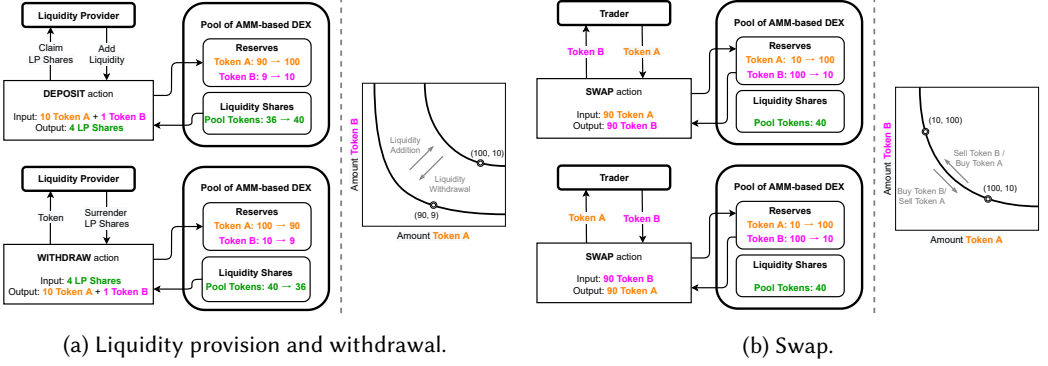 Liquidity Provider
Claim
LP Shares
Add
Liquidity
DEPOSIT action
Input: 10 Token A + 1 Token B
Output: 4 LP Shares
Pool of AMM-based DEX
Reserves
Token A: 90 → 100
Token B: 9 → 10
Liquidity Shares
Pool Tokens: 36 → 40
Liquidity Provider
Token
Surrender
LP Shares
WITHDRAW action
Input: 4 LP Shares
Output: 10 Token A + 1 Token B
Pool of AMM-based DEX
Reserves
Token A: 100 → 90
Token B: 10 → 9
Liquidity Shares
Pool Tokens: 40 → 36
Amount Token B
Liquidity
Addition
(100, 10)
Liquidity
Withdrawal
(90, 9)
Amount Token A
(a) Liquidity provision and withdrawal.
Trader
Token B
Token A
SWAP action
Input: 90 Token A
Output: 90 Token B
Pool of AMM-based DEX
Reserves
Token A: 10 → 100
Token B: 100 → 10
Liquidity Shares
Pool Tokens: 40
Trader
Token A
Token B
SWAP action
Input: 90 Token B
Output: 90 Token A
Pool of AMM-based DEX
Reserves
Token A: 10 → 100
Token B: 100 → 10
Liquidity Shares
Pool Tokens: 40
Amount Token B
(10, 100)
Sell Token B /
Buy Token A
(100, 10)
Buy Token B/
Sell Token A
Amount Token A
(b) Swap.